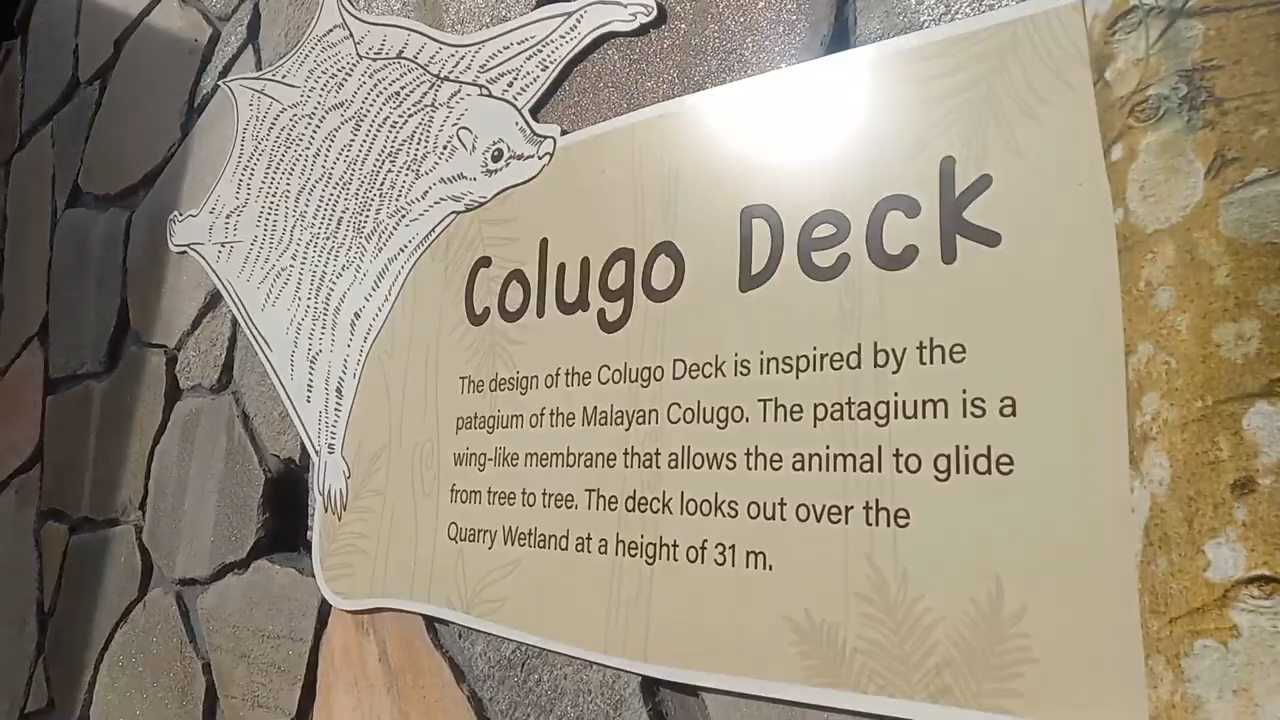 Colugo Deck
The design of the Colugo Deck is inspired by the
patagium of the Malayan Colugo. The patagium is a
wing-like membrane that allows the animal to glide
from tree to tree. The deck looks out over the
Quarry Wetland at a height of 31 m.